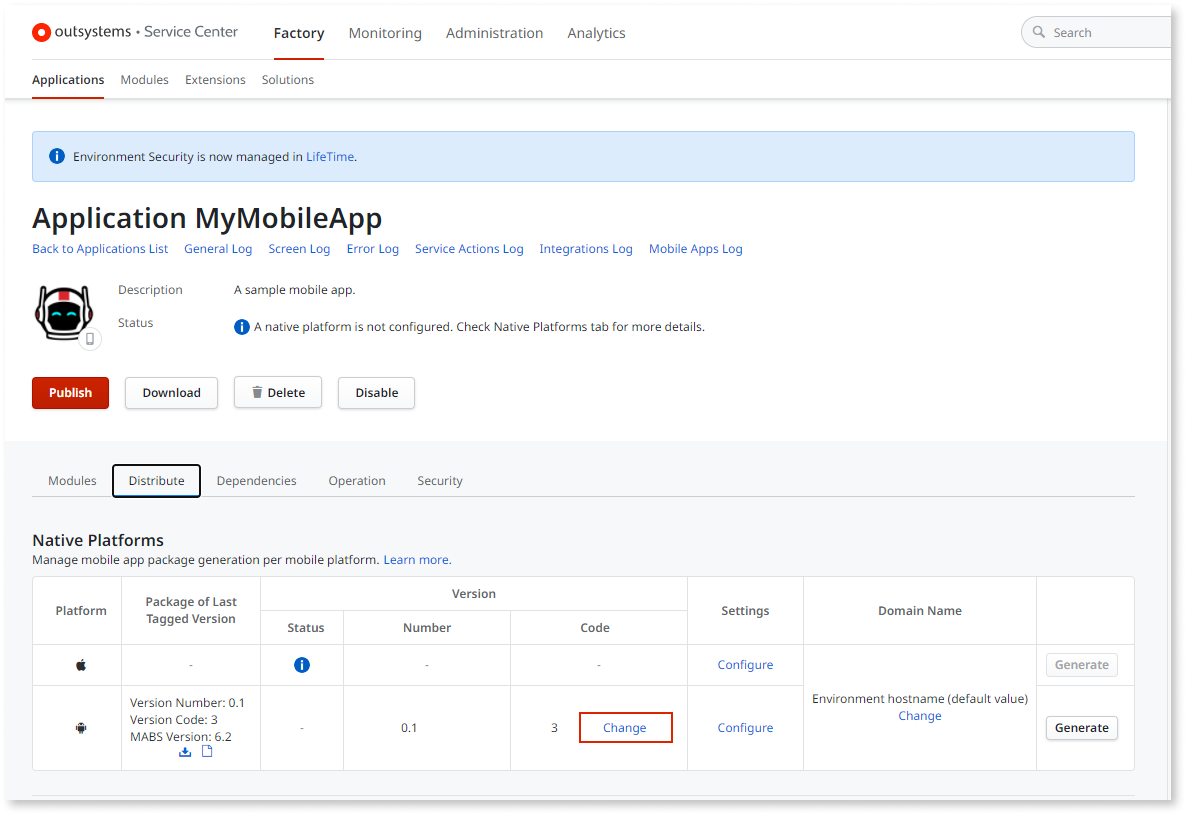 outsystems • Service Center Factory Monitoring Administration Analytics Search
Applications Modules Extensions Solutions
Environment Security is now managed in LifeTime.
Application MyMobileApp
Back to Applications List General Log Screen Log Error Log Service Actions Log Integrations Log Mobile Apps Log
Description A sample mobile app.
Status A native platform is not configured. Check Native Platforms tab for more details.
Publish Download Delete Disable
Modules Distribute Dependencies Operation Security
Native Platforms
Manage mobile app package generation per mobile platform. Learn more.
Platform
Package of Last
Tagged Version
Version
Status Number Code
Settings
Domain Name
- - - Configure Generate
Version Number: 0.1
Version Code: 3
MABS Version: 6.2
- 0.1 3 Change Configure
Environment hostname (default value)
Change
Generate